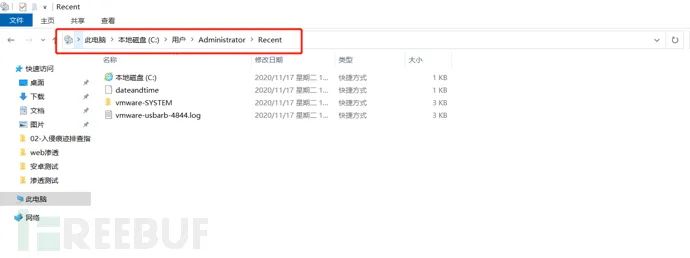 Recent
文件 主页 共享 查看
此电脑 > 本地磁盘 (C:) > 用户 > Administrator > Recent
名称 修改日期 类型 大小
快速访问
桌面
下载
文档
图片
02-入侵痕迹排查指
web渗透
安卓测试
渗透测试
此电脑
网络
本地磁盘 (C:) 2020/11/17 星期二 1... 快捷方式 1 KB
dateandtime 2020/11/17 星期二 1... 快捷方式 1 KB
vmware-SYSTEM 2020/11/17 星期二 1... 快捷方式 3 KB
vmware-usbarb-4844.log 2020/11/17 星期二 1... 快捷方式 3 KB
FREEBUF